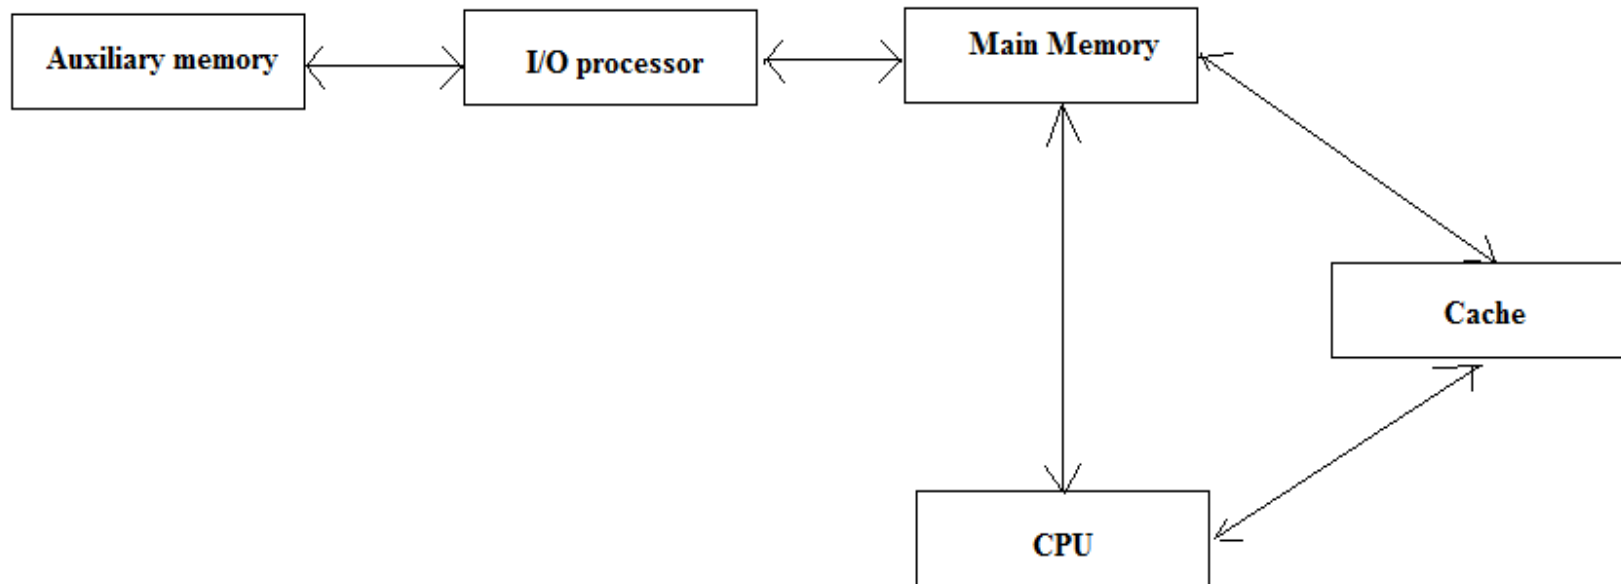 Auxiliary memory
I/O processor
Main Memory
Cache
CPU